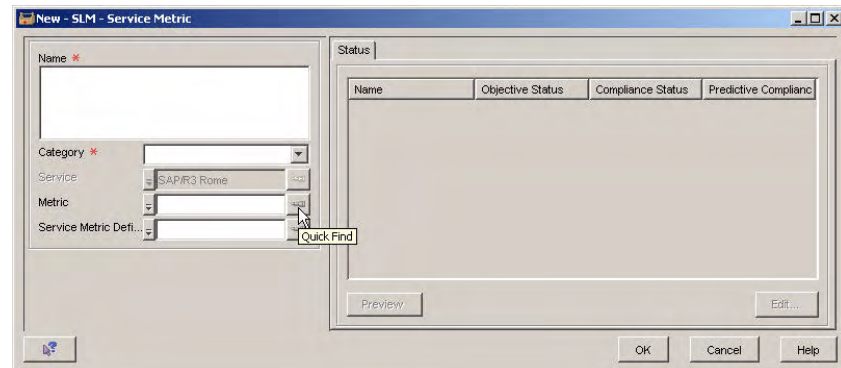 New - SLM - Service Metric
Name *
Category *
Service SAP/R3 Rome
Metric
Service Metric Defi...
Quick Find
Status
Name Objective Status Compliance Status Predictive Complianc
Preview Edit...
OK Cancel Help